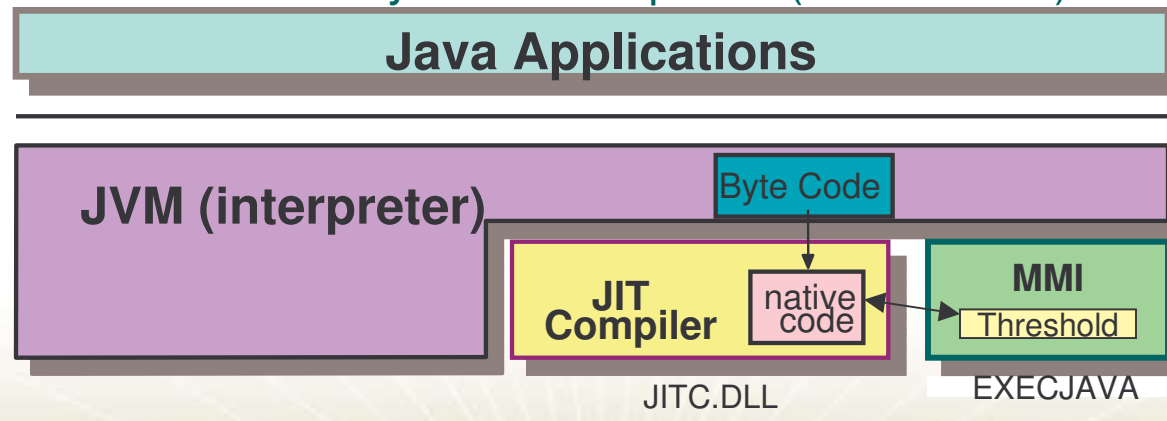 Java Applications
JVM (interpreter)
Byte Code
JIT
Compiler
native
code
MMI
Threshold
JITC.DLL
EXECJAVA